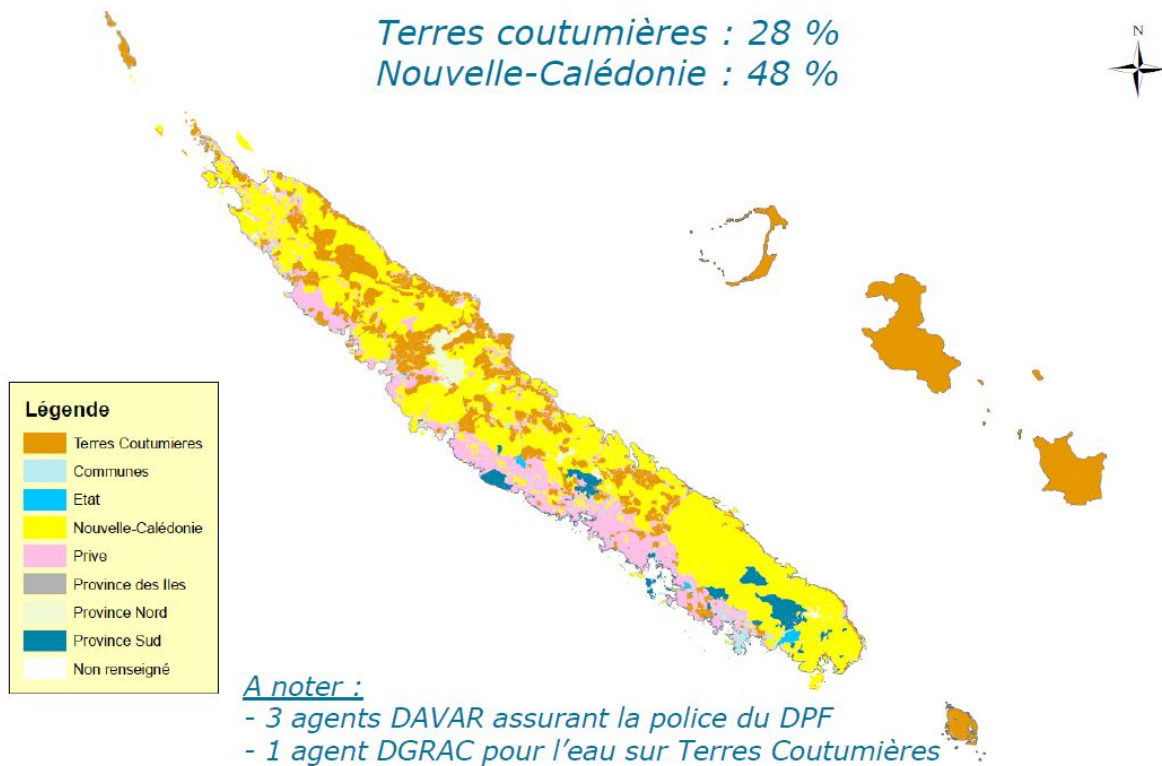 Terres coutumières : 28 %
Nouvelle-Calédonie : 48 %
N
Légende
Terres Coutumieres
Communes
Etat
Nouvelle-Calédonie
Prive
Province des Iles
Province Nord
Province Sud
Non renseigné
A noter :
- 3 agents DAVAR assurant la police du DPF
- 1 agent DGRAC pour l'eau sur Terres Coutumières